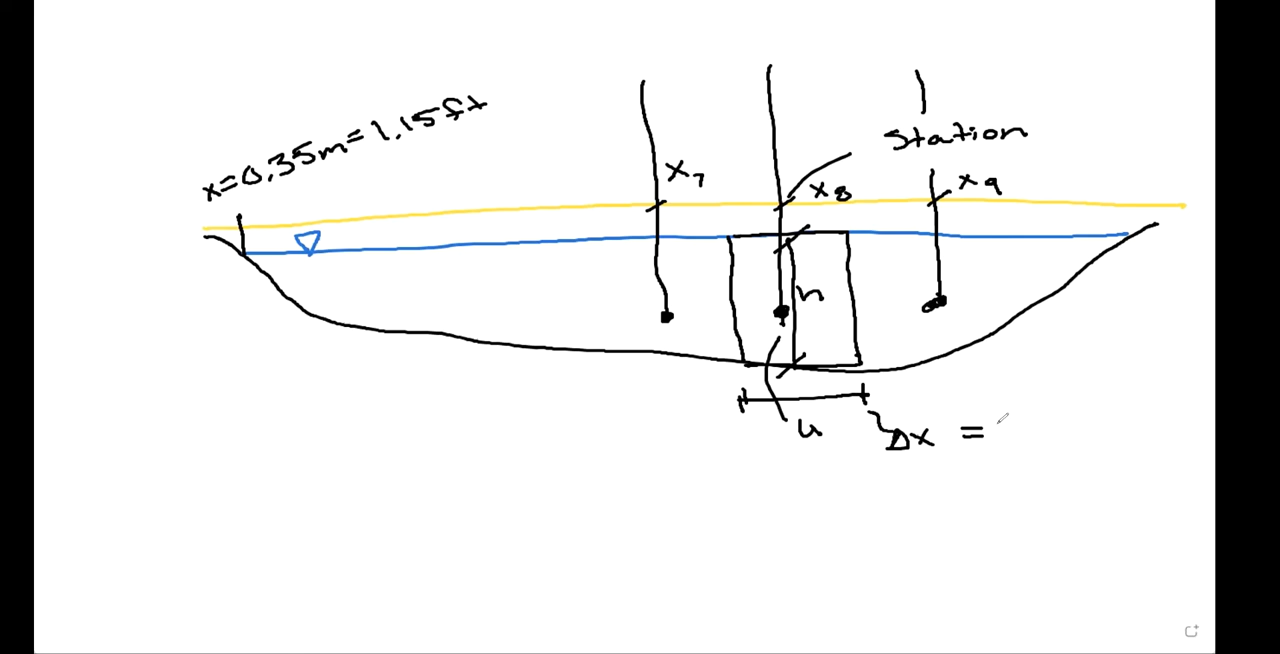 x=0.35m=1.15ft
Station
x₇
x₈
x₉
h
u
Δx =